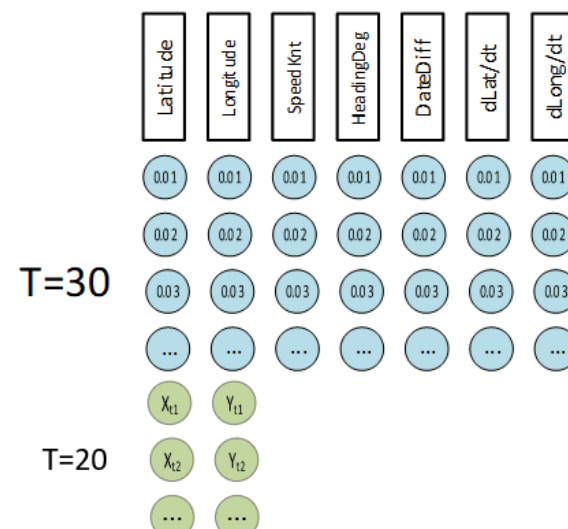 Latitude Longitude SpeedKnt HeadingDeg DateDiff dLat/dt dLong/dt
0.01 0.01 0.01 0.01 0.01 0.01 0.01
0.02 0.02 0.02 0.02 0.02 0.02 0.02
T=30
0.03 0.03 0.03 0.03 0.03 0.03 0.03
... ... ... ... ... ... ...
Xt1 Yt1
T=20
Xt2 Yt2
... ...